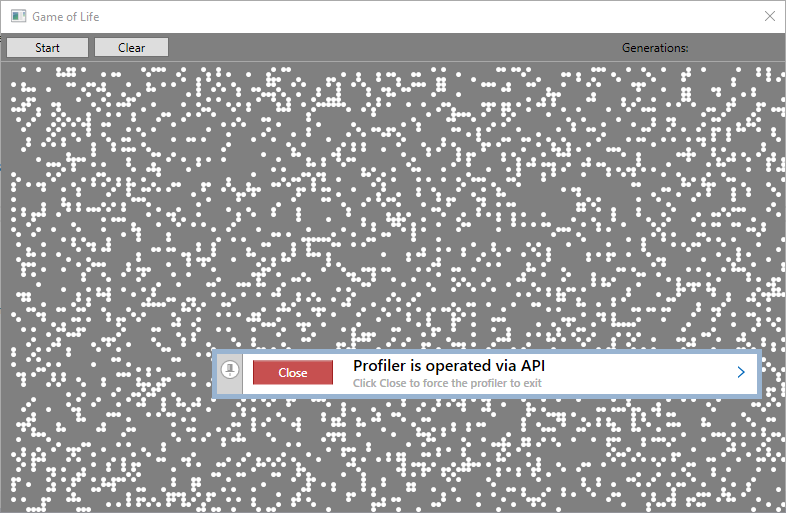 Game of Life
Start
Clear
Generations:
Close
Profiler is operated via API
Click Close to force the profiler to exit